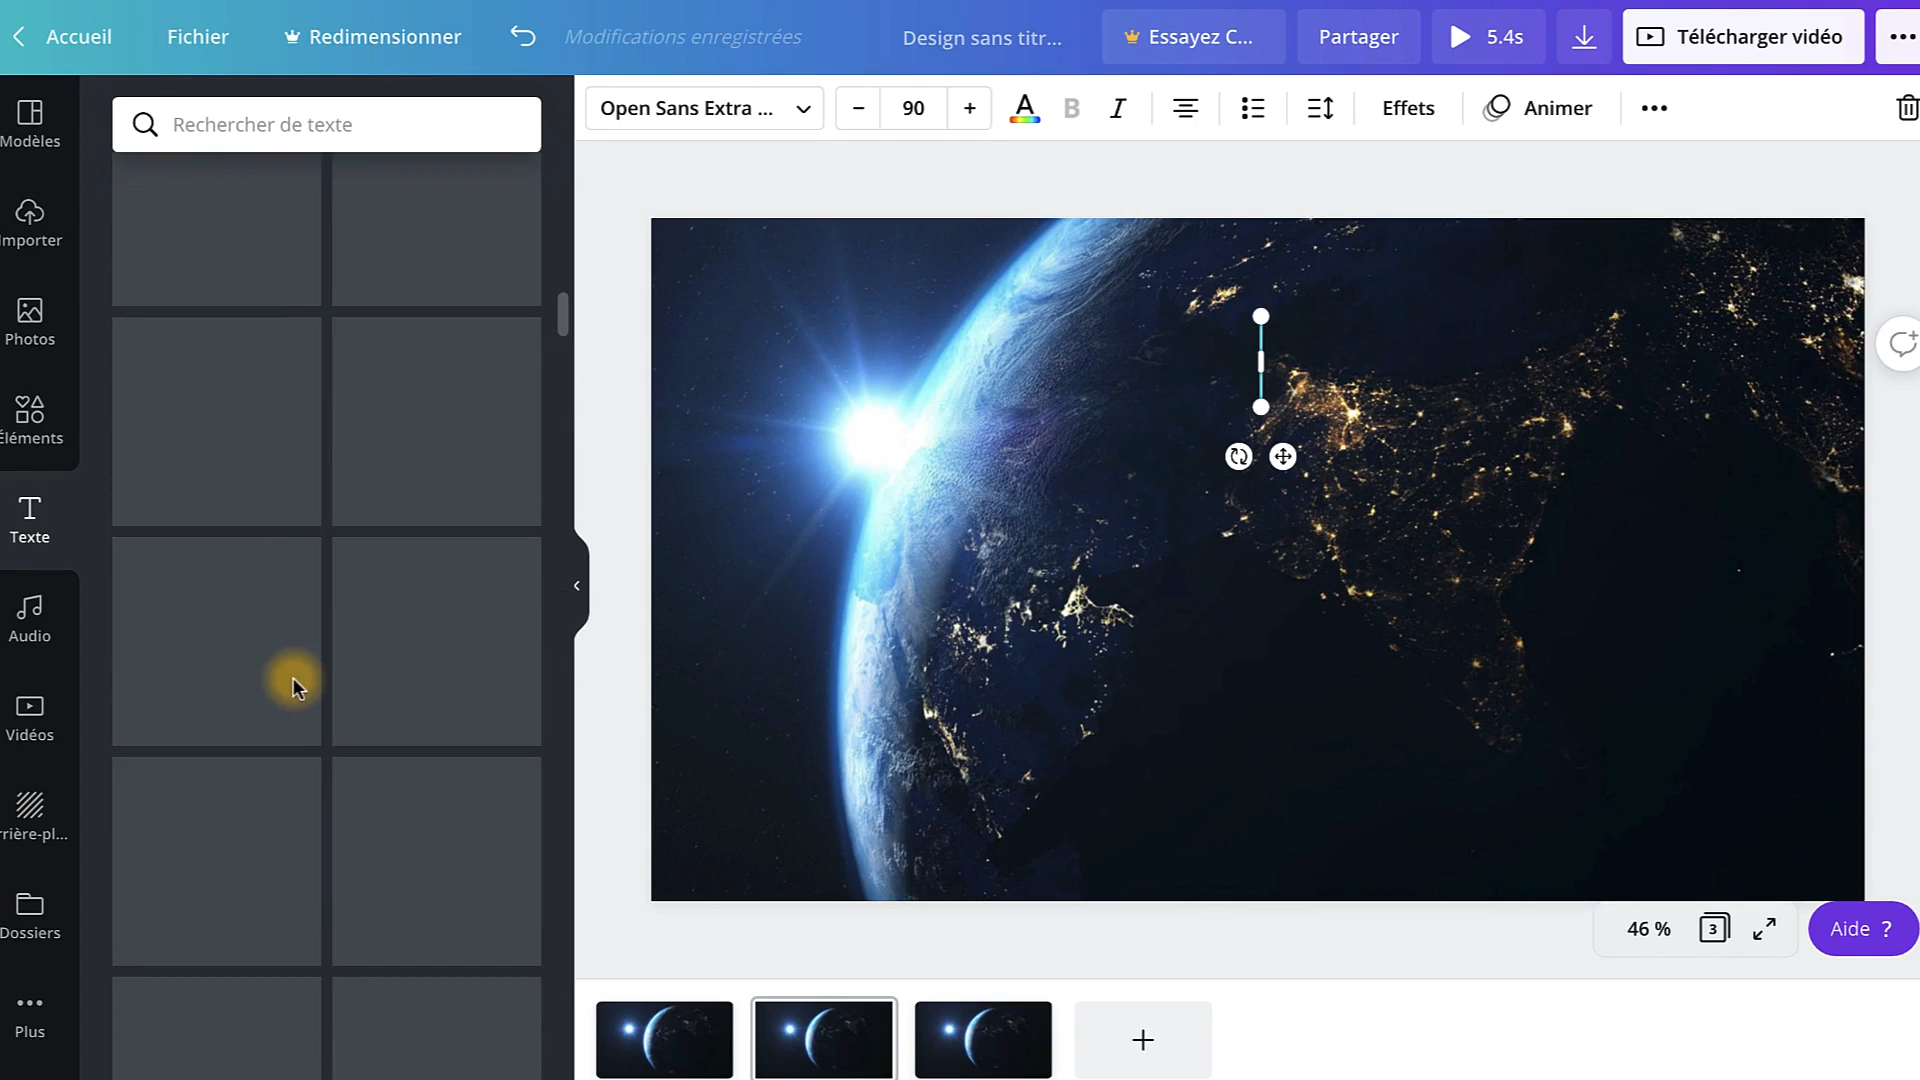 Accueil
Fichier
Redimensionner
Modifications enregistrées
Design sans titr...
Essayez C...
Partager
5.4s
Télécharger vidéo
Rechercher de texte
Open Sans Extra ...
90
A
B
I
Effets
Animer
Modèles
Importer
Photos
Éléments
Texte
Audio
Vidéos
rière-pl...
Dossiers
Plus
46 %
3
Aide ?